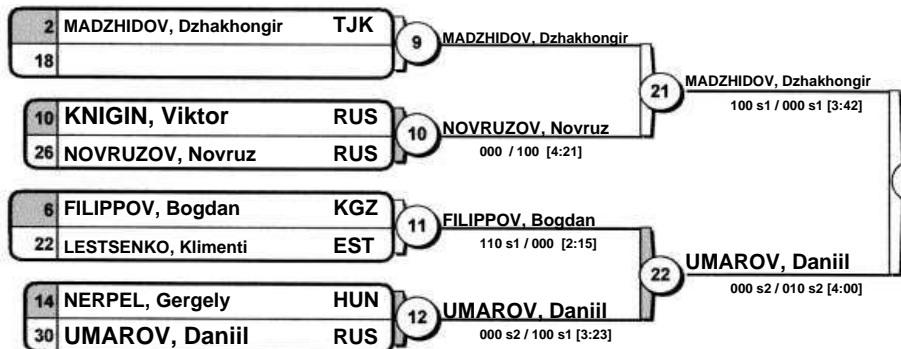 2 MADZHIDOV, Dzhakhongir TJK
18
9
MADZHIDOV, Dzhakhongir
10 KNIGIN, Viktor RUS
26 NOVRUZOV, Novruz RUS
10
NOVRUZOV, Novruz
000 / 100 [4:21]
21
MADZHIDOV, Dzhakhongir
100 s1 / 000 s1 [3:42]
6 FILIPPOV, Bogdan KGZ
22 LESTSENKO, Klimenti EST
11
FILIPPOV, Bogdan
110 s1 / 000 [2:15]
14 NERPEL, Gergely HUN
30 UMAROV, Daniil RUS
12
UMAROV, Daniil
000 s2 / 100 s1 [3:23]
22
UMAROV, Daniil
000 s2 / 010 s2 [4:00]